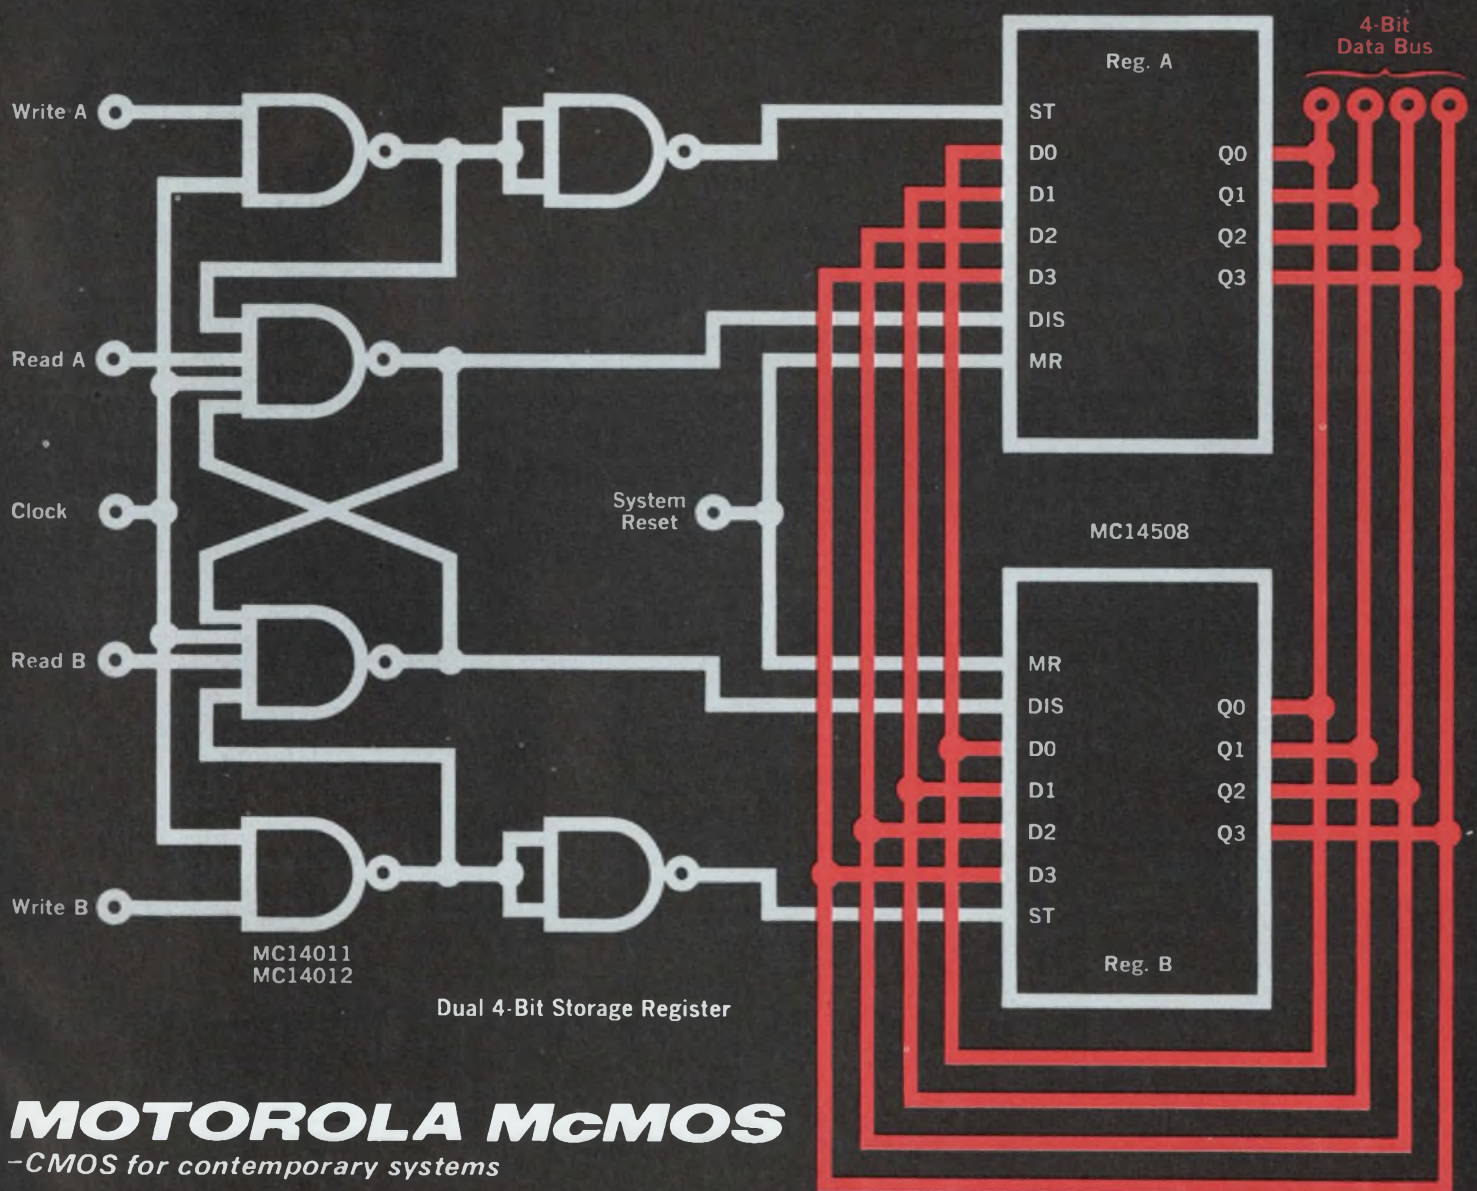 4-Bit
Data Bus
Reg. A
Write A
ST
D0
Q0
D1
Q1
D2
Q2
D3
Q3
DIS
Read A
MR
Clock
System
Reset
MC14508
Read B
MR
DIS
Q0
D0
Q1
D1
Q2
D2
Q3
D3
Write B
ST
MC14011
MC14012
Reg. B
Dual 4-Bit Storage Register
MOTOROLA McMOS
-CMOS for contemporary systems